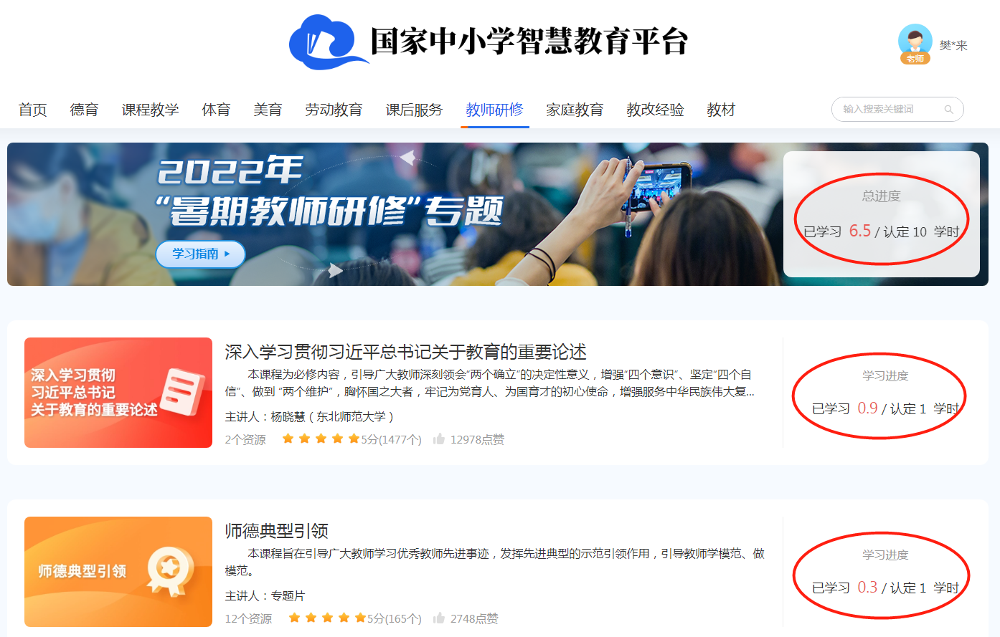 国家中小学智慧教育平台
老师
樊*来
首页 德育 课程教学 体育 美育 劳动教育 课后服务 教师研修 家庭教育 教改经验 教材
输入搜索关键词
2022年
“暑期教师研修”专题
学习指南
总进度
已学习 6.5 / 认定 10 学时
深入学习贯彻
习近平总书记
关于教育的重要论述
深入学习贯彻习近平总书记关于教育的重要论述
本课程为必修内容，引导广大教师深刻领会“两个确立”的决定性意义，增强“四个意识”、坚定“四个自
信”、做到 “两个维护”，胸怀国之大者，牢记为党育人、为国育才的初心使命，增强服务中华民族伟大复...
主讲人：杨晓慧 ( 东北师范大学 )
2个资源 5分(1477个) 12978点赞
学习进度
已学习 0.9 / 认定 1 学时
师德典型引领
师德典型引领
本课程旨在引导广大教师学习优秀教师先进事迹，发挥先进典型的示范引领作用，引导教师学模范、做
模范。
主讲人：专题片
12个资源 5分(165个) 2748点赞
学习进度
已学习 0.3 / 认定 1 学时